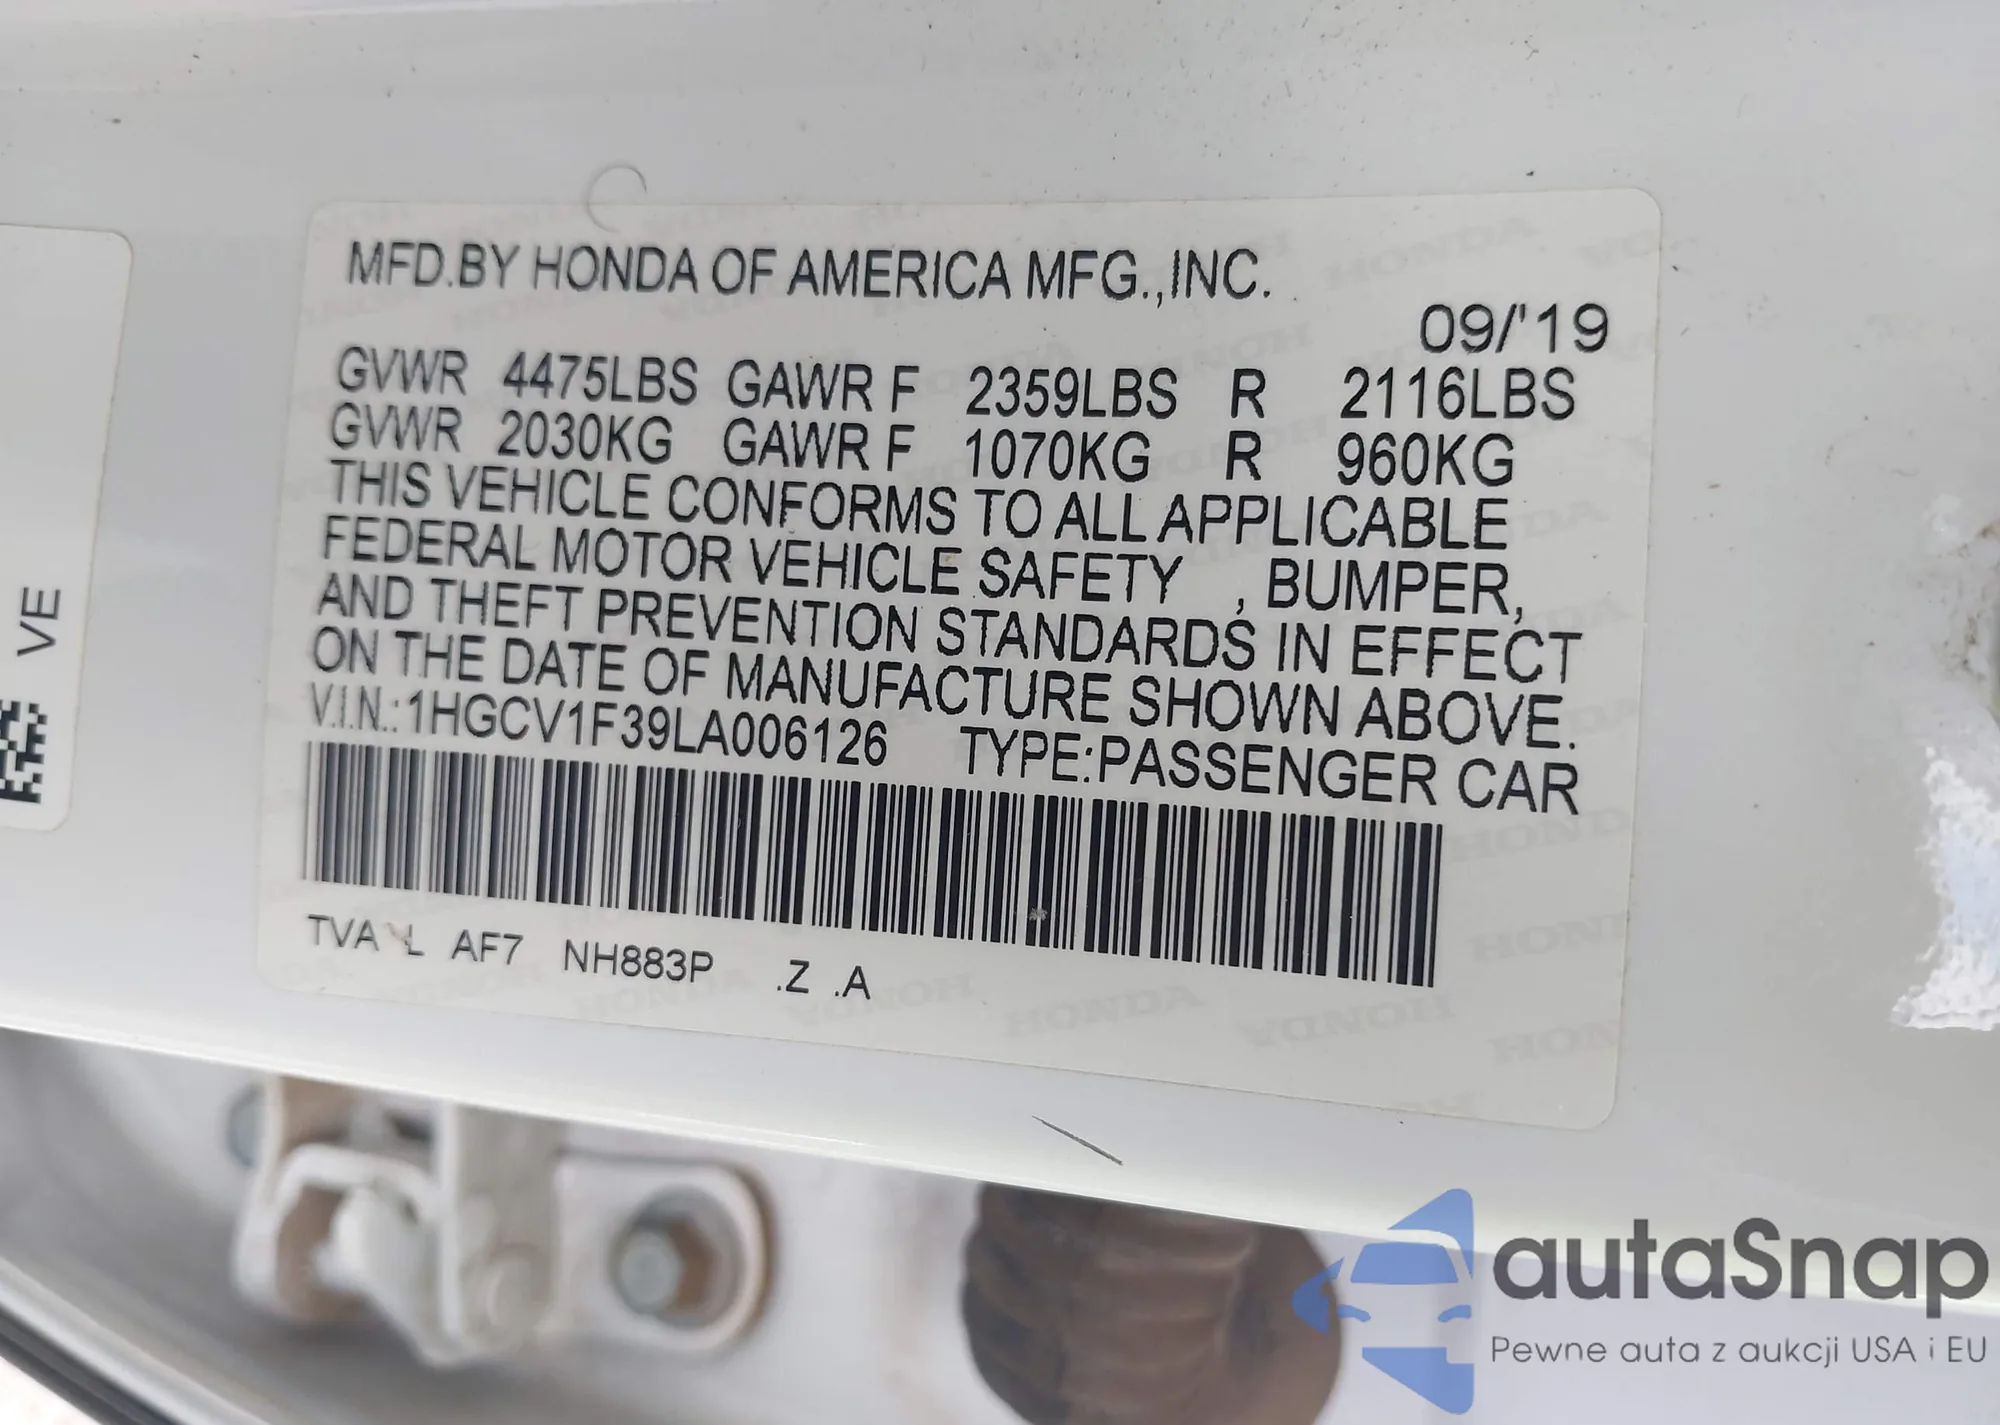 MFD.BY HONDA OF AMERICA MFG.,INC.
09/'19
GVWR 4475LBS GAWR F 2359LBS R 2116LBS
GVWR 2030KG GAWR F 1070KG R 960KG
THIS VEHICLE CONFORMS TO ALL APPLICABLE
FEDERAL MOTOR VEHICLE SAFETY , BUMPER,
AND THEFT PREVENTION STANDARDS IN EFFECT
ON THE DATE OF MANUFACTURE SHOWN ABOVE.
V.I.N.:1HGCV1F39LA006126 TYPE:PASSENGER CAR
TVA L AF7 NH883P .Z .A
VE
autaSnap
Pewne auta z aukcji USA i EU